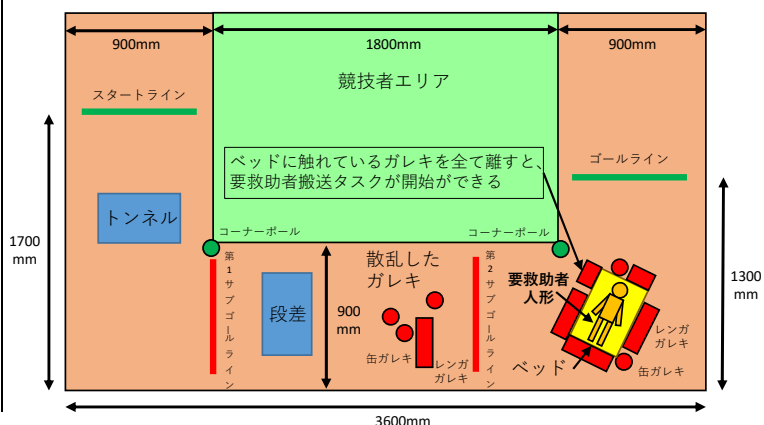 900mm
1800mm
900mm
競技者エリア
スタートライン
ベッドに触れているガレキを全て離すと、
要救助者搬送タスクが開始ができる
ゴールライン
トンネル
1700
mm
コーナーポール
コーナーポール
第1サブゴールライン
散乱した
ガレキ
第2サブゴールライン
要救助者
人形
1300
mm
段差
900
mm
缶ガレキ
レンガ
ガレキ
レンガ
ガレキ
ベッド
缶ガレキ
3600mm